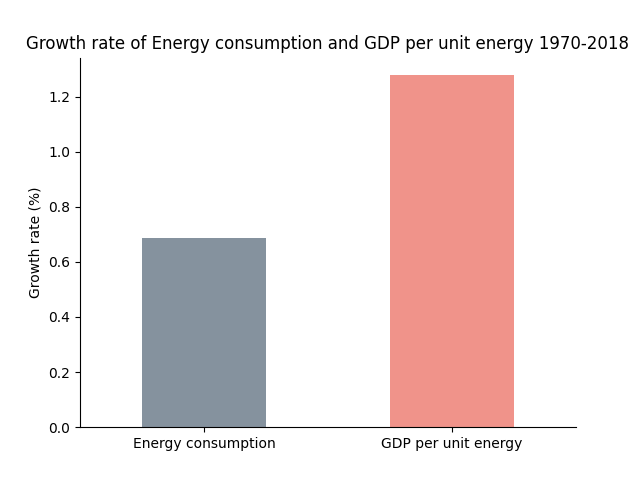 Growth rate of Energy consumption and GDP per unit energy 1970-2018
Growth rate (%)
1.2
1.0
0.8
0.6
0.4
0.2
0.0
Energy consumption
GDP per unit energy